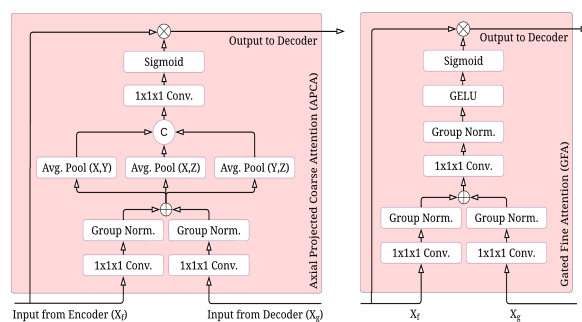 Output to Decoder
Sigmoid
1x1x1 Conv.
C
Avg. Pool (X,Y)
Avg. Pool (X,Z)
Avg. Pool (Y,Z)
Group Norm.
Group Norm.
1x1x1 Conv.
1x1x1 Conv.
Input from Encoder (Xf)
Input from Decoder (Xg)
Axial Projected Coarse Attention (APCA)
Output to Decoder
Sigmoid
GELU
Group Norm.
1x1x1 Conv.
Group Norm.
Group Norm.
1x1x1 Conv.
1x1x1 Conv.
Xf
Xg
Gated Fine Attention (GFA)